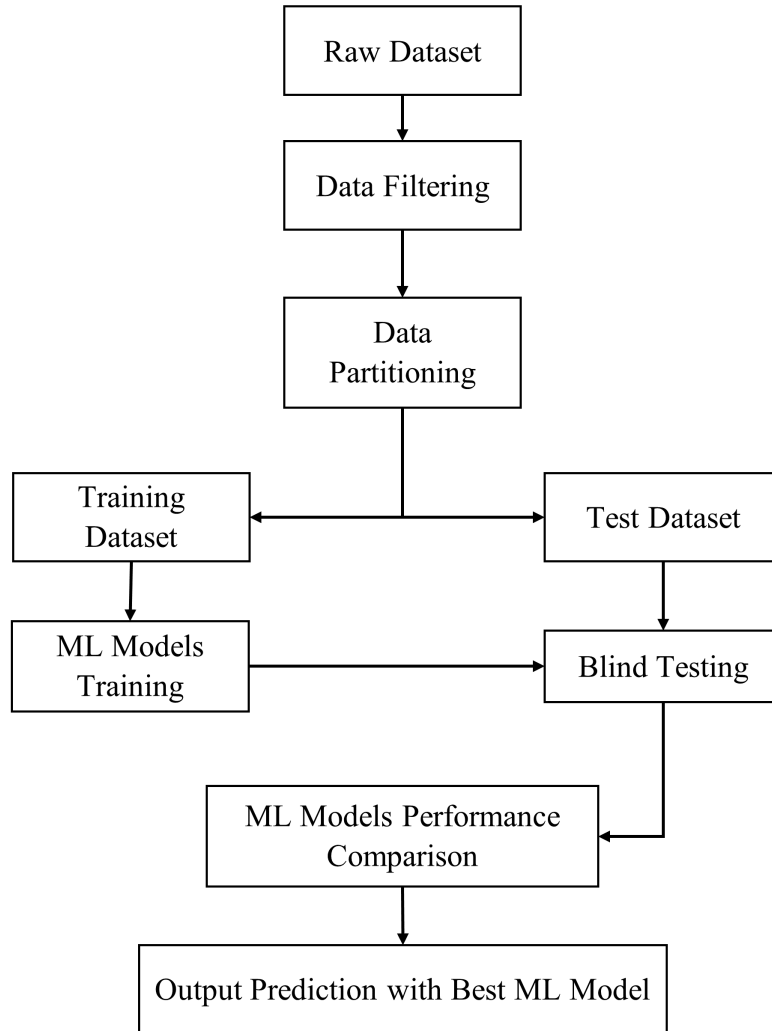 Raw Dataset
Data Filtering
Data
Partitioning
Training
Dataset
Test Dataset
ML Models
Training
Blind Testing
ML Models Performance
Comparison
Output Prediction with Best ML Model